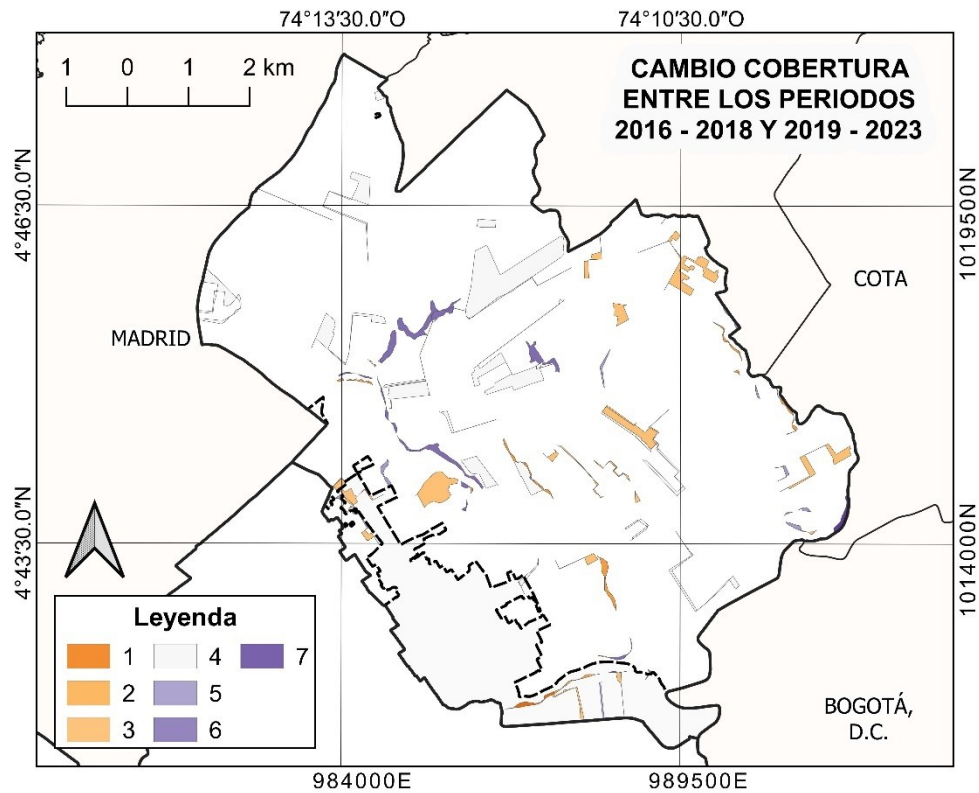 74°13'30.0"O 74°10'30.0"O
1 0 1 2 km
CAMBIO COBERTURA
ENTRE LOS PERIODOS
2016 - 2018 Y 2019 - 2023
4°46'30.0"N
1019500N
COTA
MADRID
4°43'30.0"N
1014000N
Leyenda
1 4 7
2 5
3 6
BOGOTÁ,
D.C.
984000E 989500E